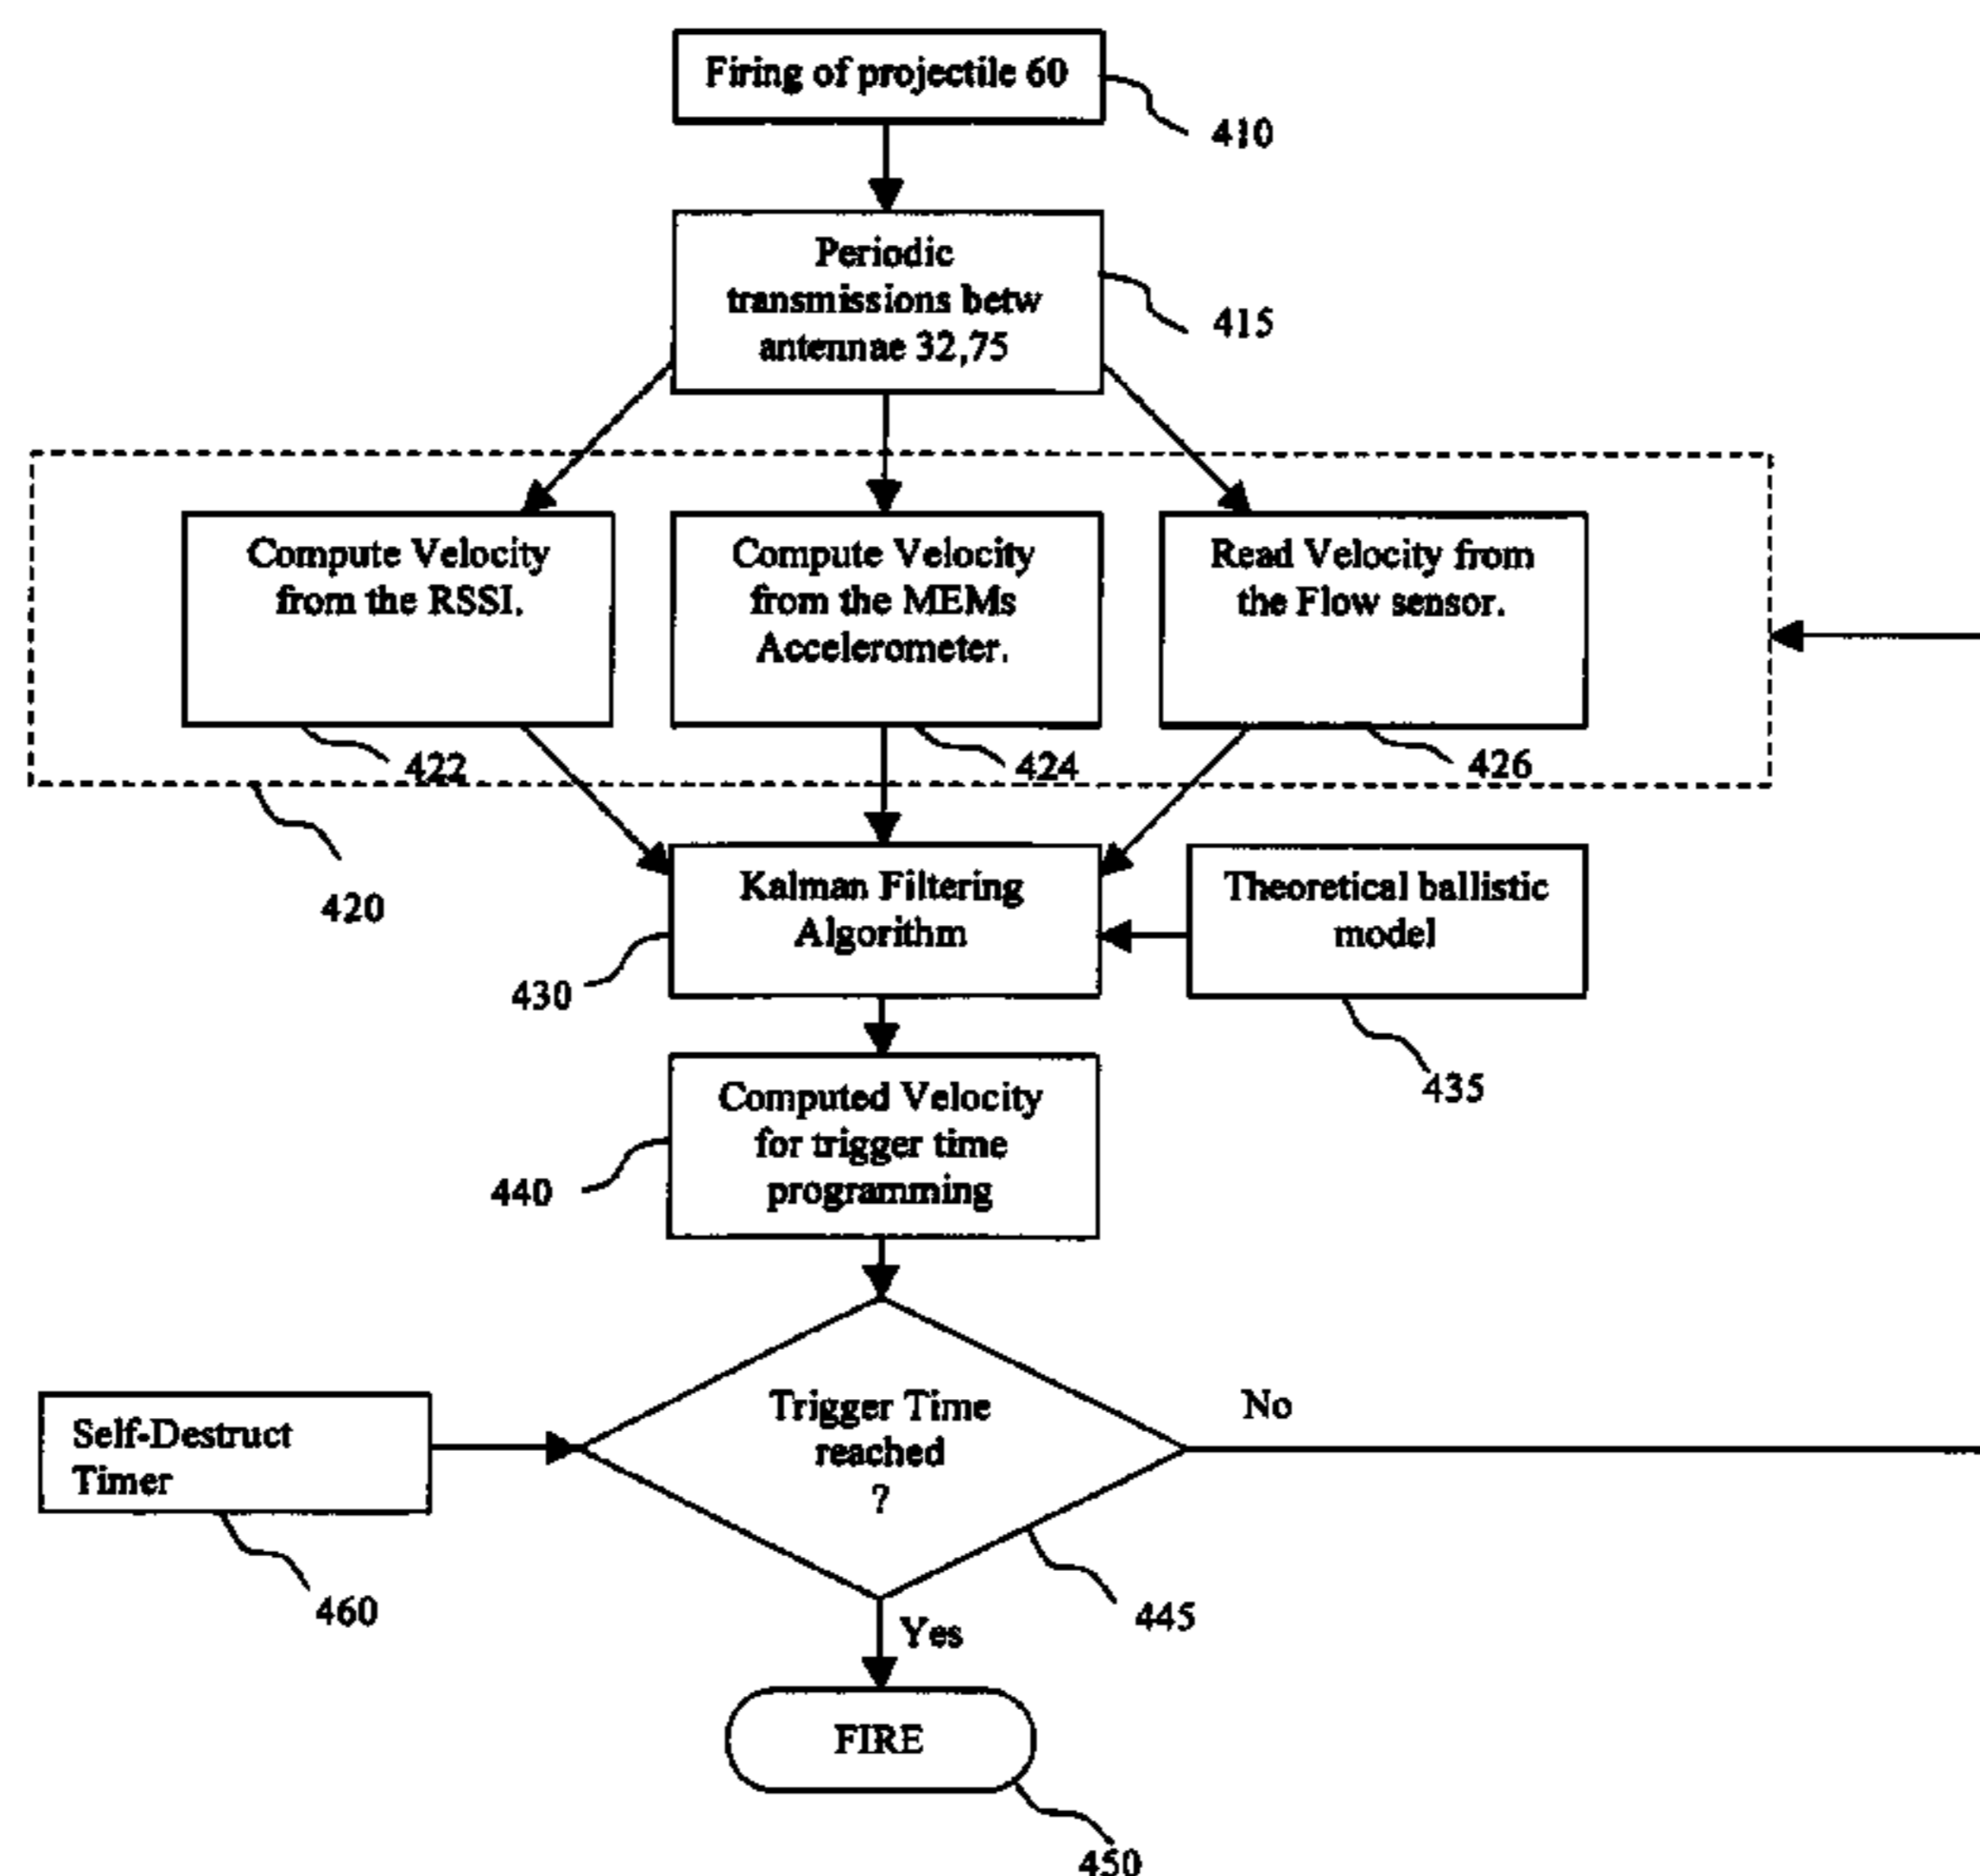 Firing of projectile 60
410
Periodic
transmissions betw
antennae 32,75
415
Compute Velocity
from the RSSI.
422
Compute Velocity
from the MEMs
Accelerometer.
424
Read Velocity from
the Flow sensor.
426
420
Kalman Filtering
Algorithm
430
Theoretical ballistic
model
435
Computed Velocity
for trigger time
programming
440
Self-Destruct
Timer
460
Trigger Time
reached
?
445
No
Yes
FIRE
450